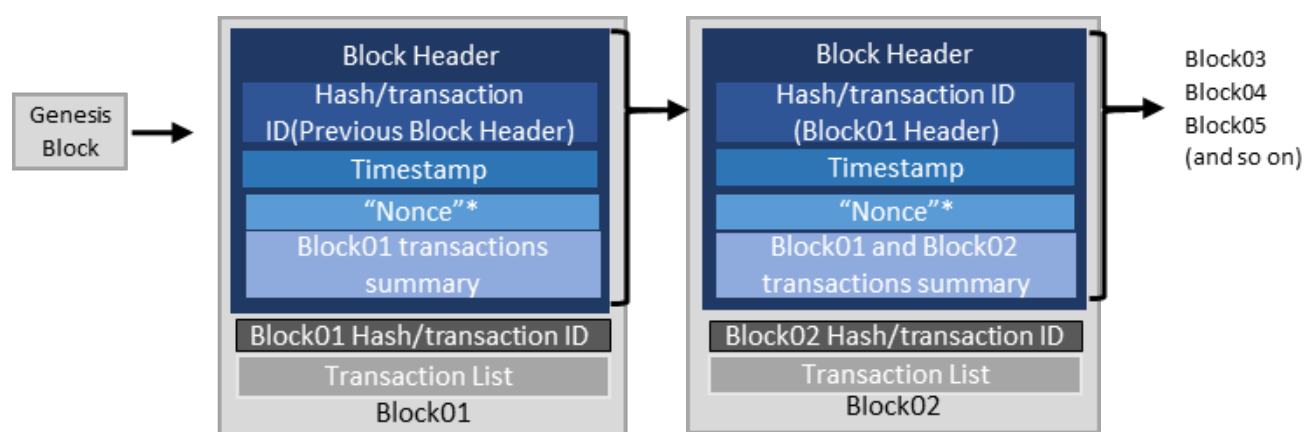 Genesis
Block
Block Header
Hash/transaction
ID(Previous Block Header)
Timestamp
“Nonce”*
Block01 transactions
summary
Block01 Hash/transaction ID
Transaction List
Block01
Block Header
Hash/transaction ID
(Block01 Header)
Timestamp
“Nonce”*
Block01 and Block02
transactions summary
Block02 Hash/transaction ID
Transaction List
Block02
Block03
Block04
Block05
(and so on)